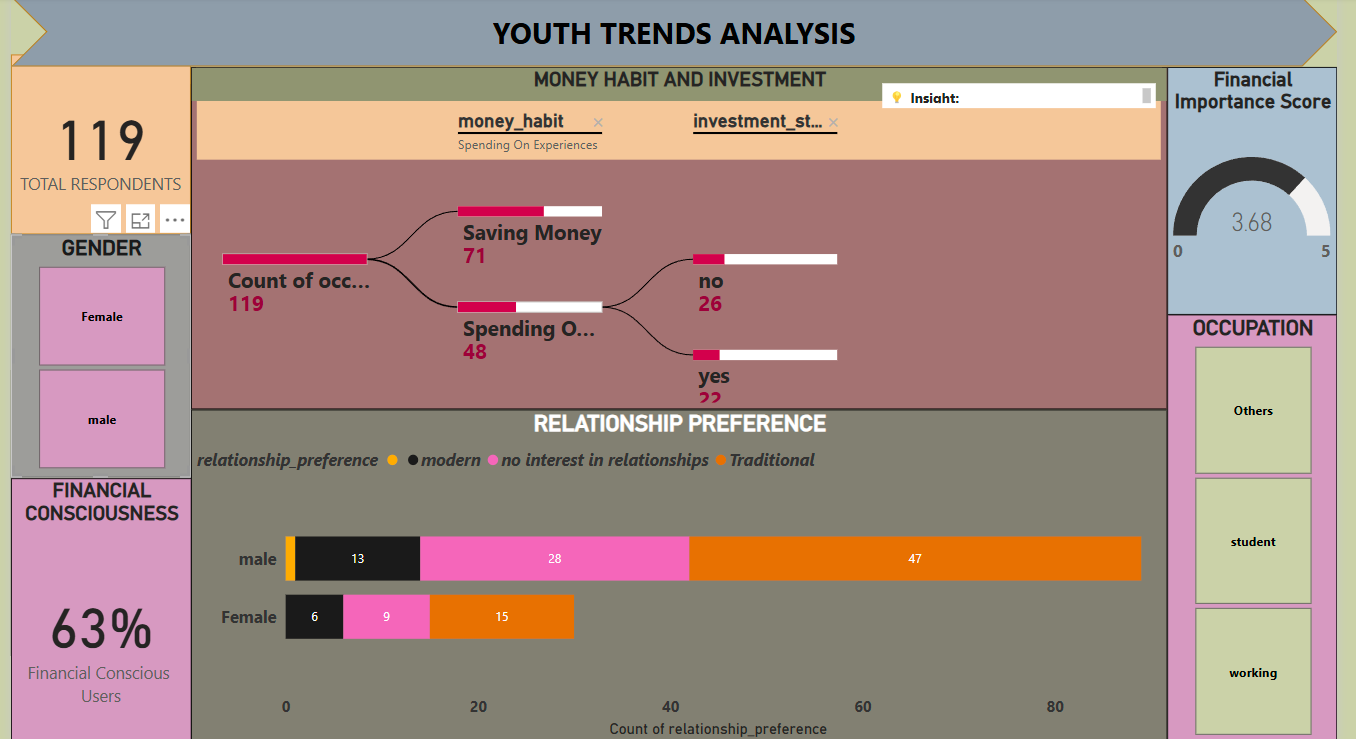 YOUTH TRENDS ANALYSIS
119
TOTAL RESPONDENTS
GENDER
Female
male
FINANCIAL
CONSCIOUSNESS
63%
Financial Conscious
Users
MONEY HABIT AND INVESTMENT
Insight:
money_habit
Spending On Experiences
investment_st...
Count of occ...
119
Saving Money
71
Spending O...
48
no
26
yes
22
RELATIONSHIP PREFERENCE
relationship_preference modern no interest in relationships Traditional
male 13 28 47
Female 6 9 15
0 20 40 60 80
Count of relationship_preference
Financial
Importance Score
3.68
0 5
OCCUPATION
Others
student
working